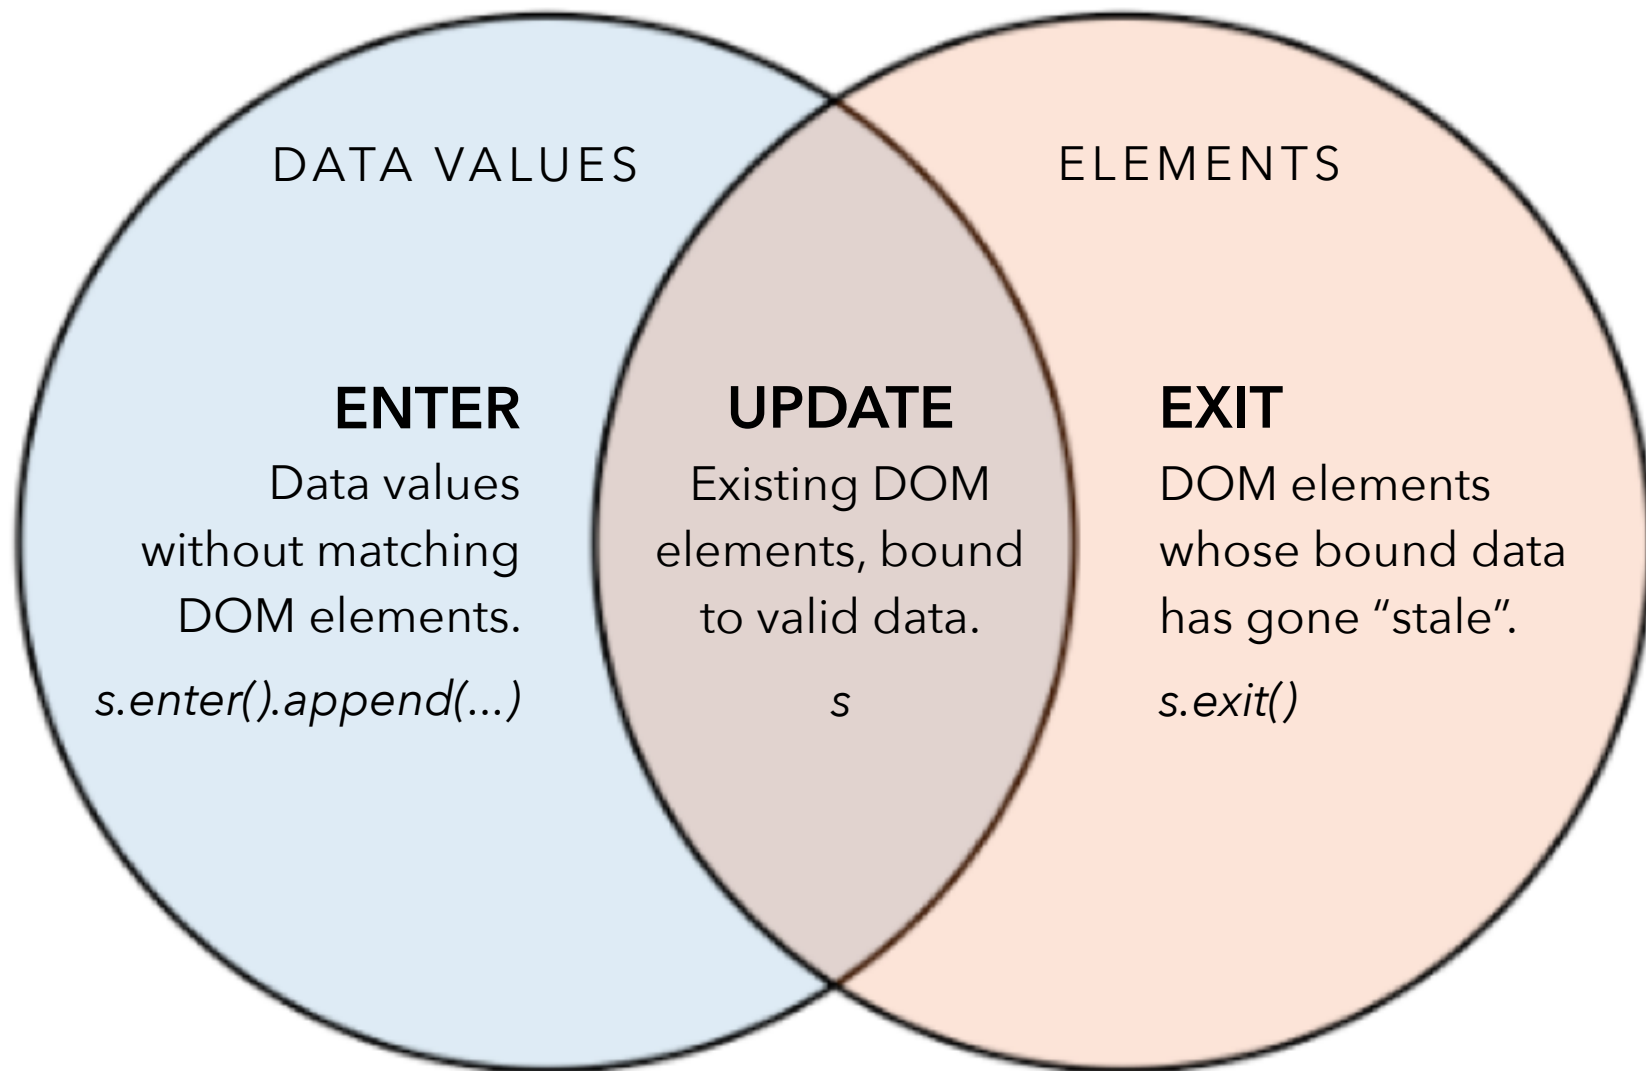 DATA VALUES
ELEMENTS
ENTER
Data values
without matching
DOM elements.
s.enter().append(...)
UPDATE
Existing DOM
elements, bound
to valid data.
s
EXIT
DOM elements
whose bound data
has gone “stale”.
s.exit()